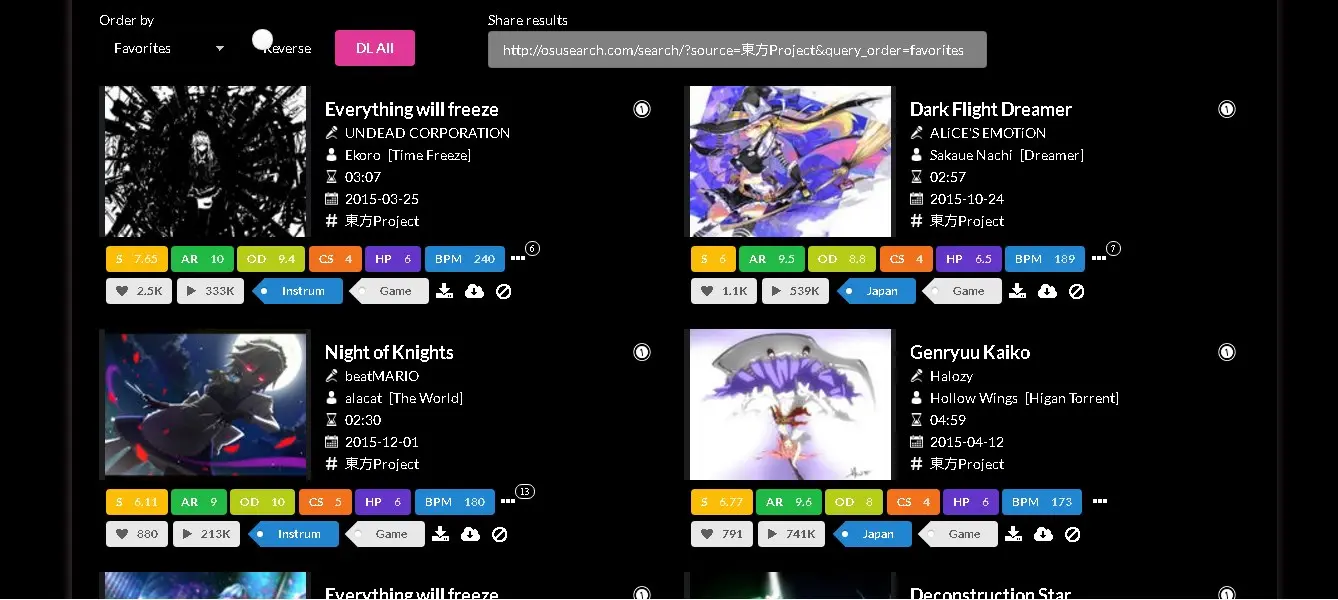 Order by
Favorites
Reverse
DL All
Share results
http://osusearch.com/search/?source=東方Project&query_order=favorites
Everything will freeze
UNDEAD CORPORATION
Ekoro [Time Freeze]
03:07
2015-03-25
# 東方Project
S 7.65 AR 10 OD 9.4 CS 4 HP 6 BPM 240 ••• 6
2.5K 333K Instrum Game
Dark Flight Dreamer
ALiCE'S EMOTiON
Sakaue Nachi [Dreamer]
02:57
2015-10-24
# 東方Project
S 6 AR 9.5 OD 8.8 CS 4 HP 6.5 BPM 189 ••• 7
1.1K 539K Japan Game
Night of Knights
beatMARIO
alacat [The World]
02:30
2015-12-01
# 東方Project
S 6.11 AR 9 OD 10 CS 5 HP 6 BPM 180 ••• 13
880 213K Instrum Game
Genryuu Kaiko
Halozy
Hollow Wings [Higan Torrent]
04:59
2015-04-12
# 東方Project
S 6.77 AR 9.6 OD 8 CS 4 HP 6 BPM 173 •••
791 741K Japan Game
Everything will freeze
Deconstruction Star